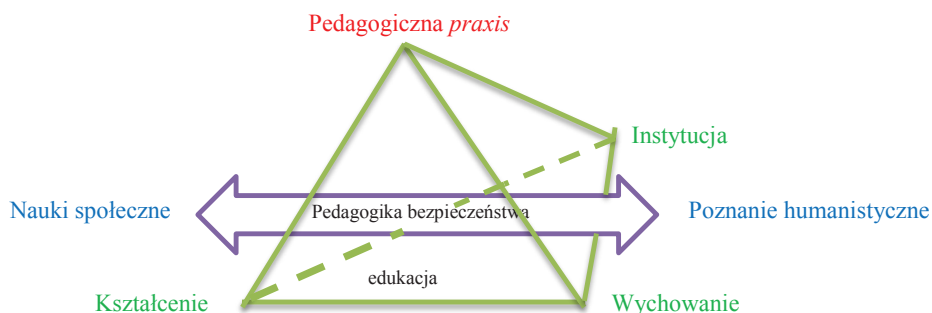 Pedagogiczna praxis
Instytucja
Nauki społeczne
Pedagogika bezpieczeństwa
Poznanie humanistyczne
edukacja
Kształcenie
Wychowanie